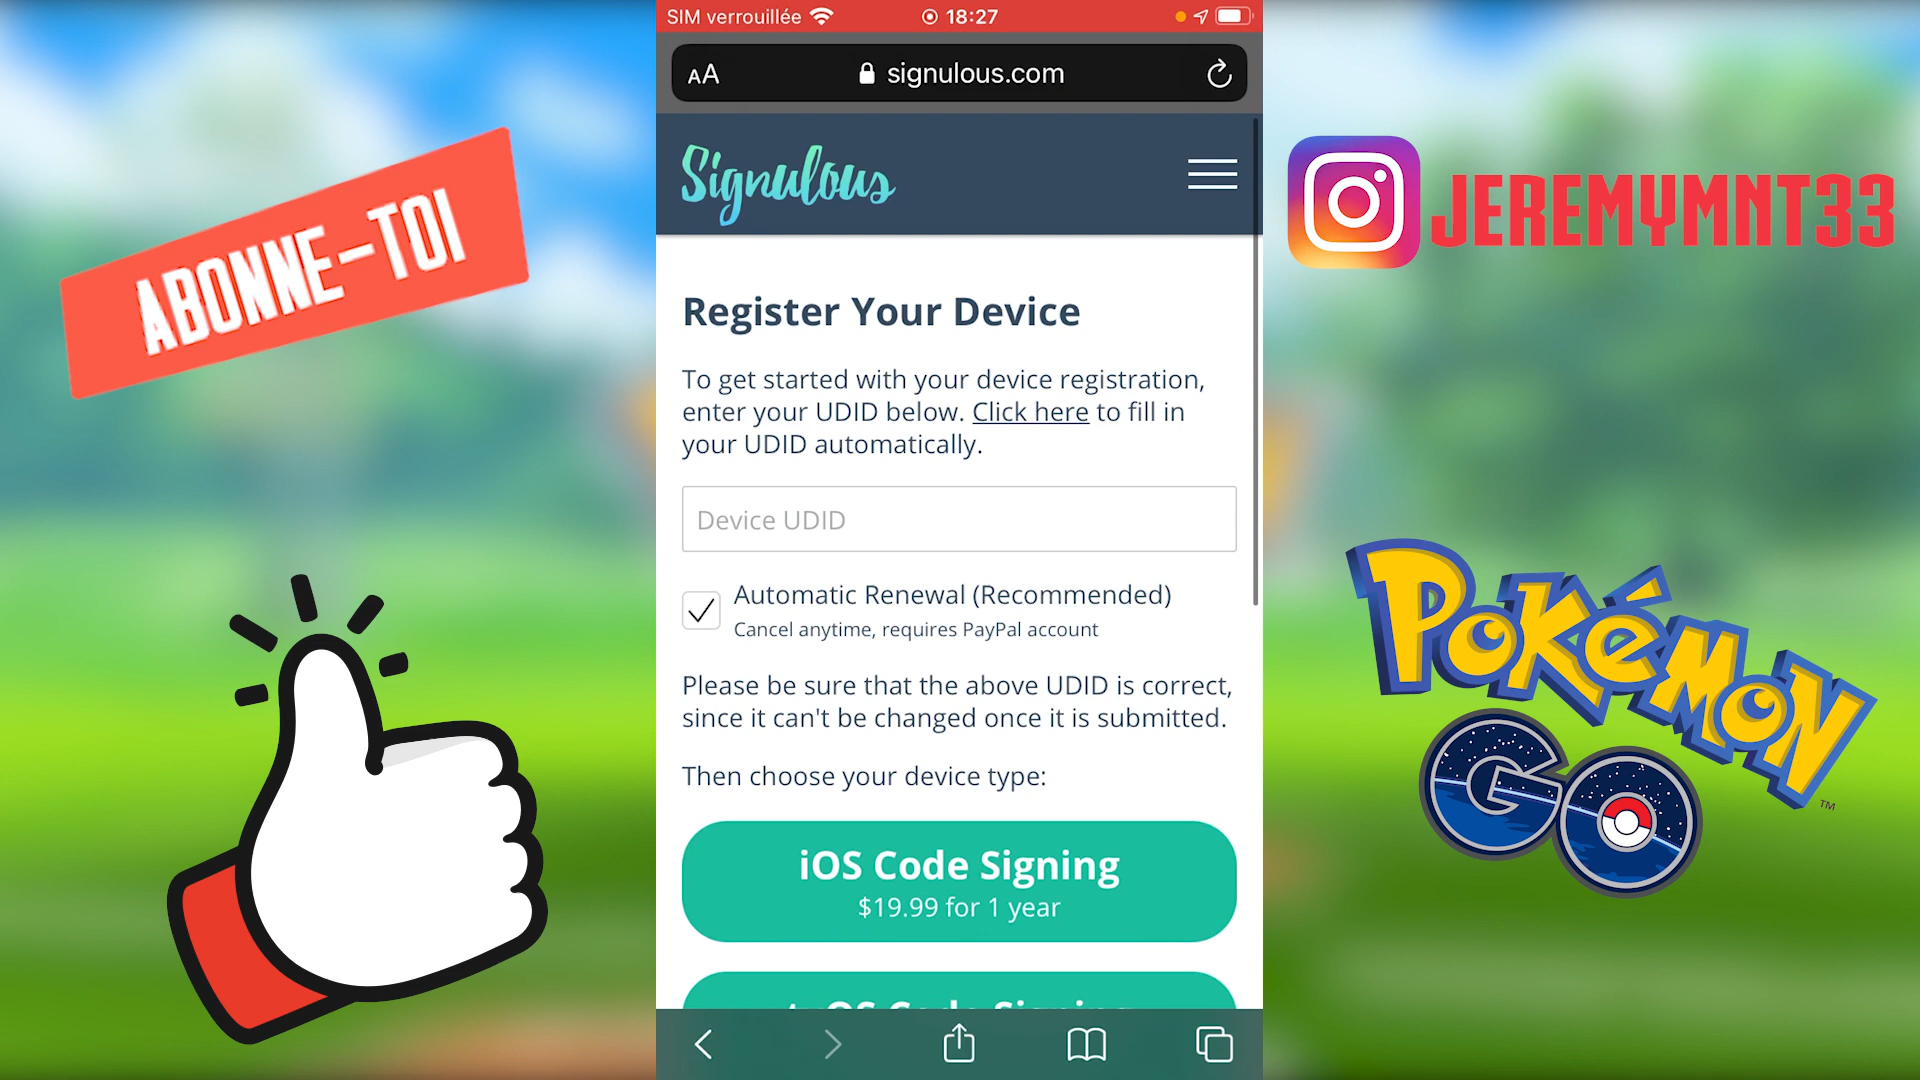 SIM verrouillée 18:27
AA signulous.com
Signulous
ABONNE-TOI
JEREMYMNT33
Register Your Device
To get started with your device registration,
enter your UDID below. Click here to fill in
your UDID automatically.
Device UDID
Automatic Renewal (Recommended)
Cancel anytime, requires PayPal account
Please be sure that the above UDID is correct,
since it can't be changed once it is submitted.
Then choose your device type:
iOS Code Signing
$19.99 for 1 year
tvOS Code Signing
POKéMON
GO
TM